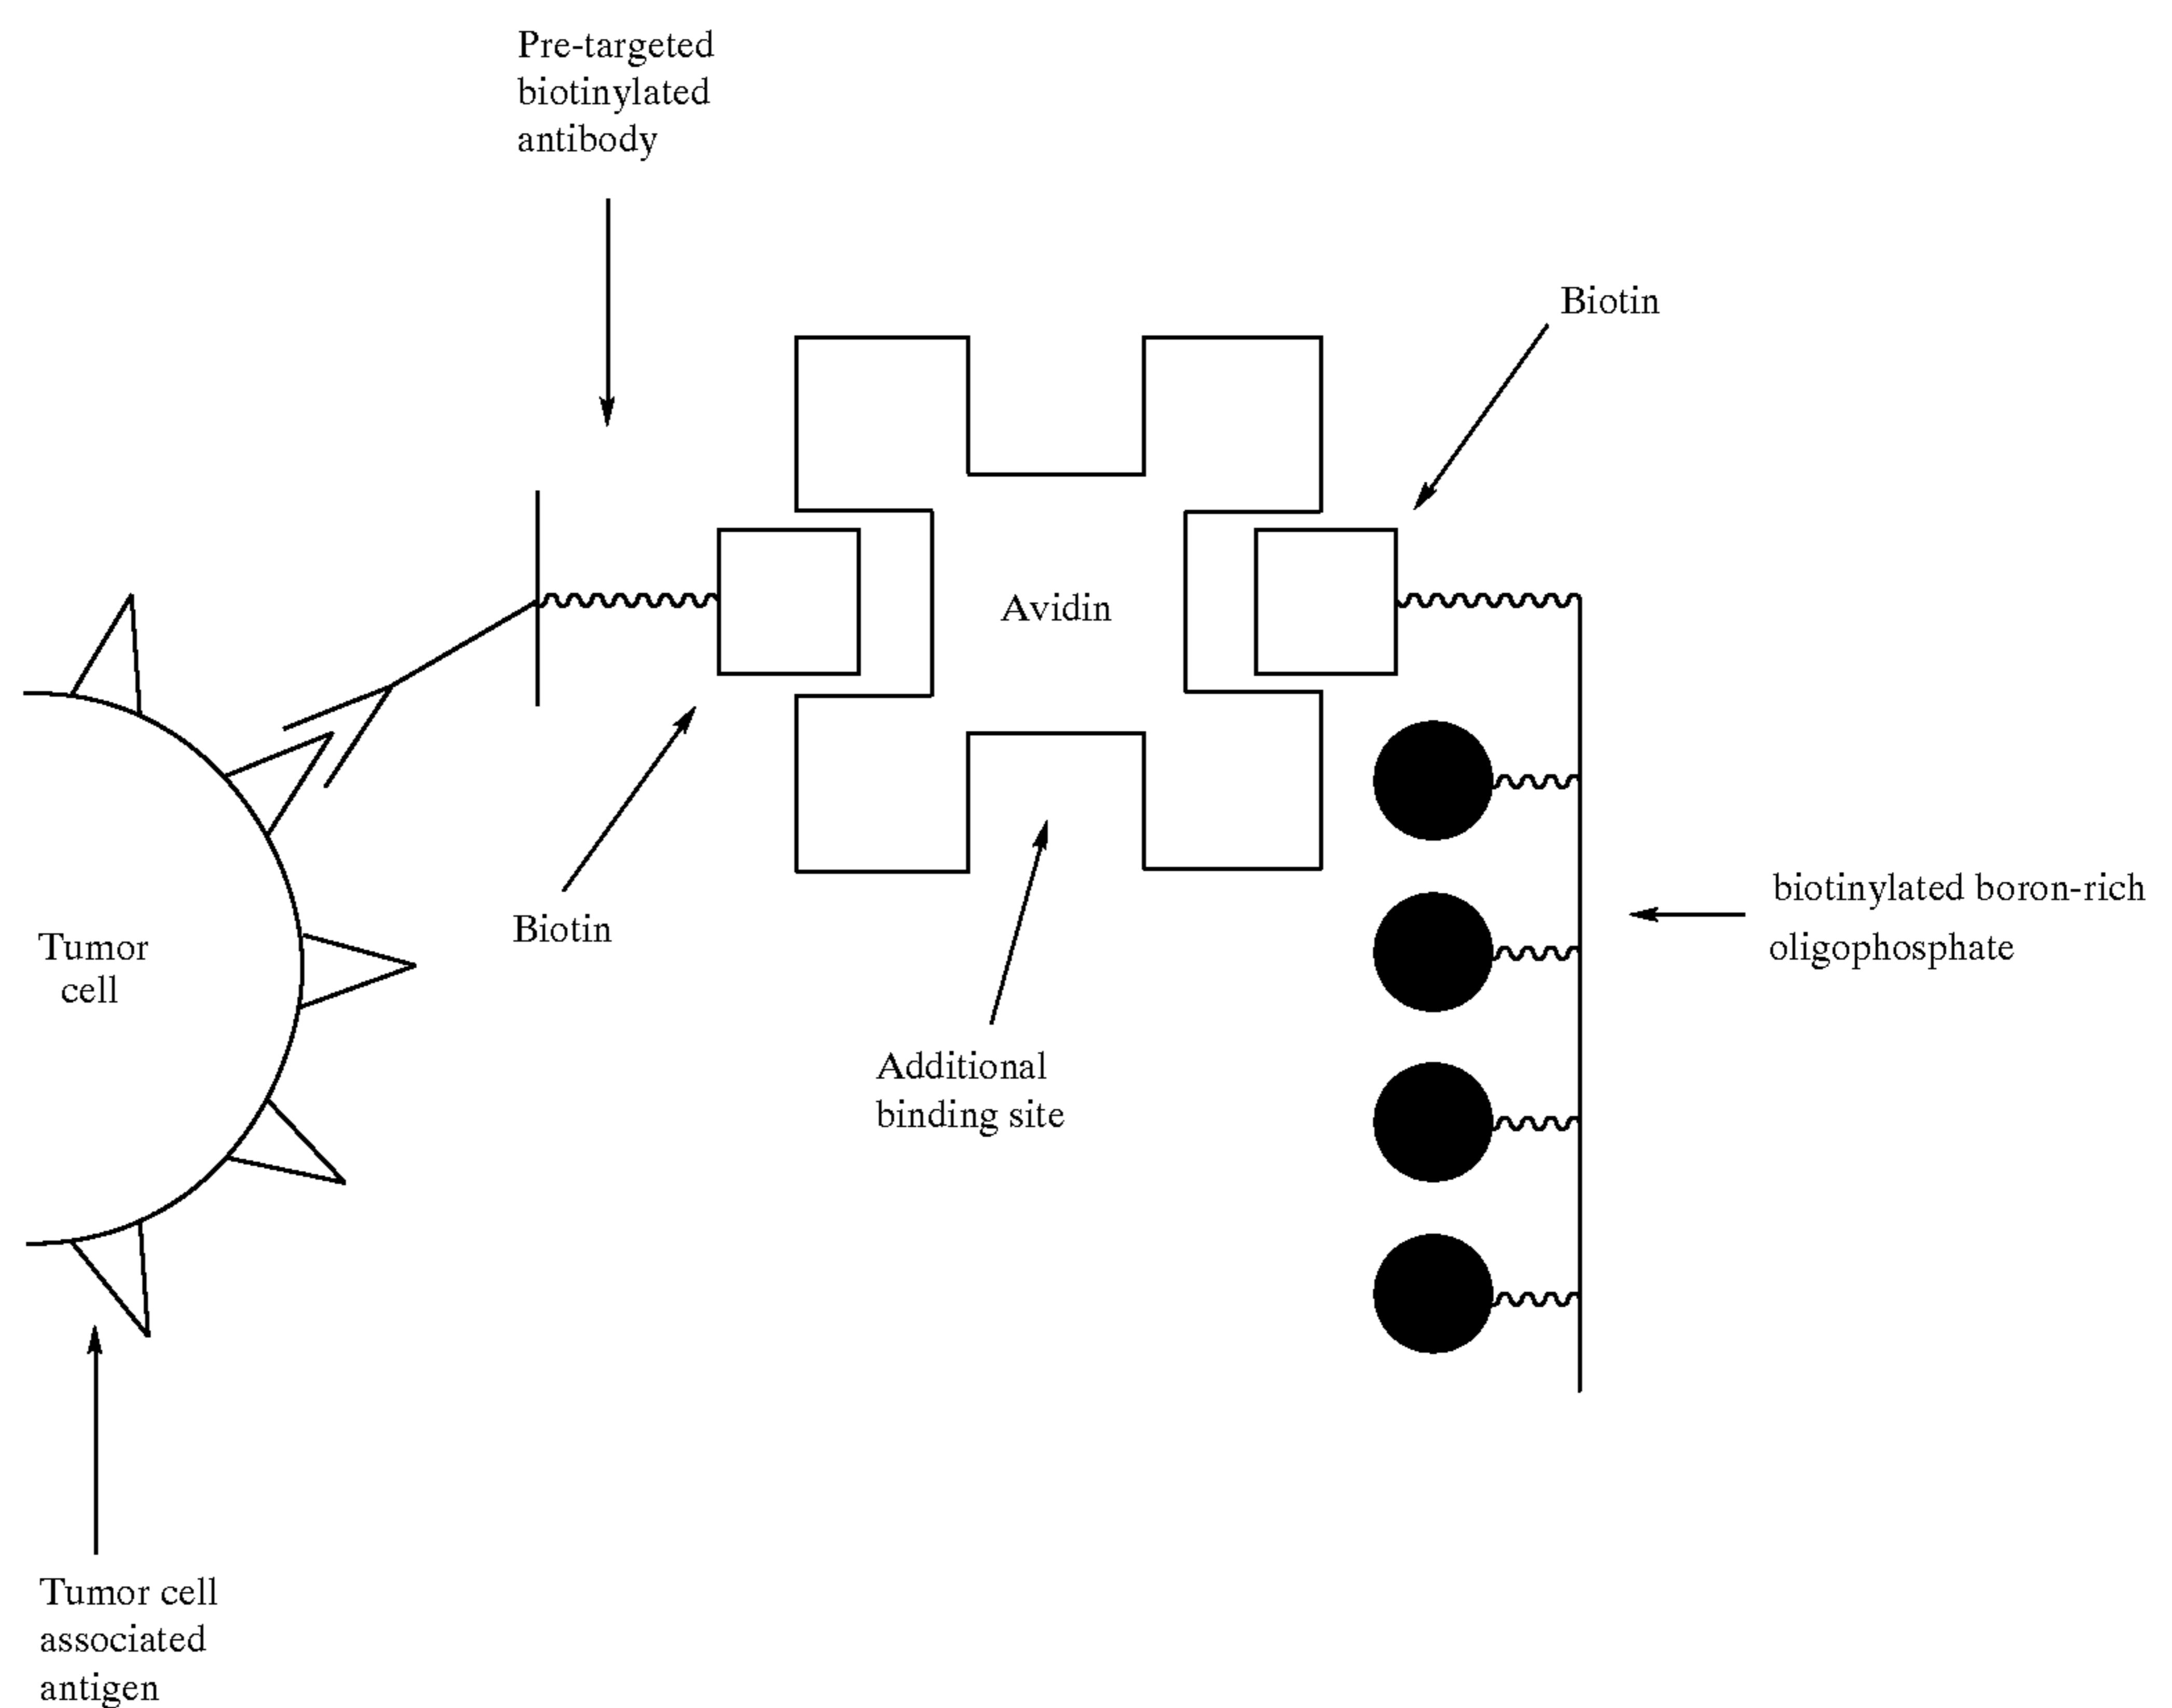 Pre-targeted
biotinylated
antibody
Biotin
Avidin
biotinylated boron-rich
oligophosphate
Biotin
Tumor
cell
Additional
binding site
Tumor cell
associated
antigen